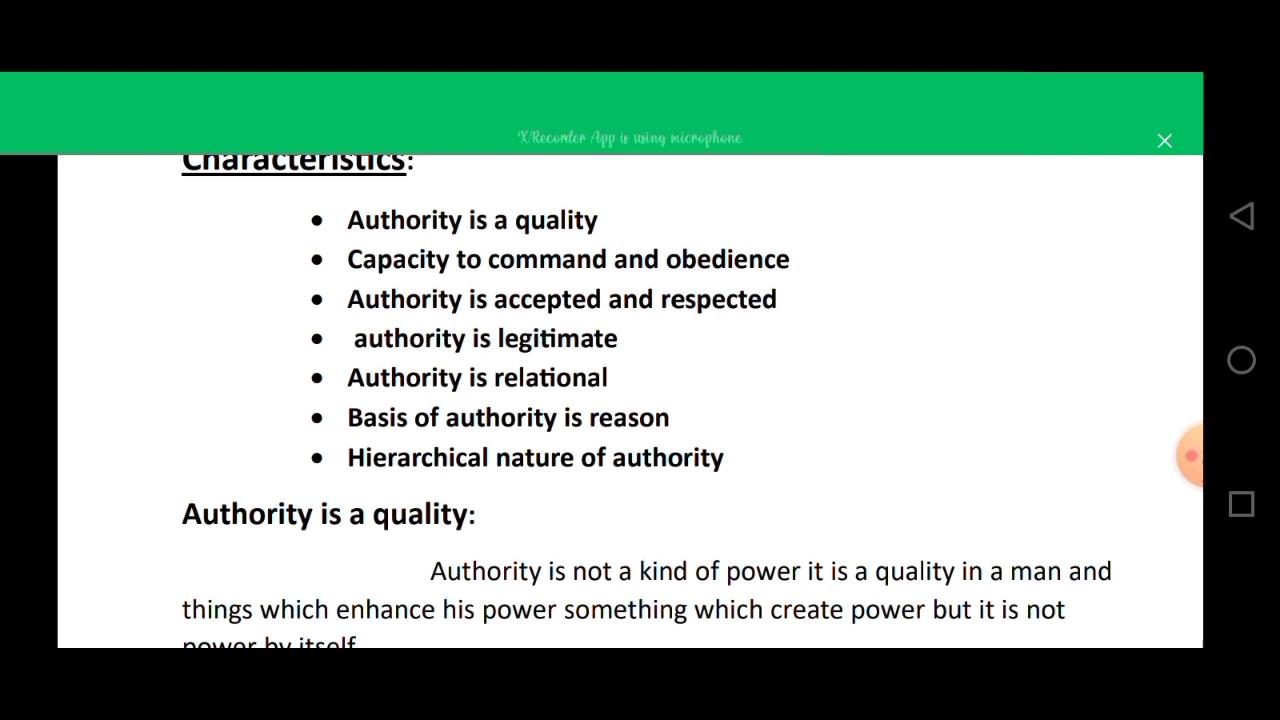 XRecorder App is using microphone
Characteristics:
• Authority is a quality
• Capacity to command and obedience
• Authority is accepted and respected
• authority is legitimate
• Authority is relational
• Basis of authority is reason
• Hierarchical nature of authority
Authority is a quality:
Authority is not a kind of power it is a quality in a man and
things which enhance his power something which create power but it is not
power by itself